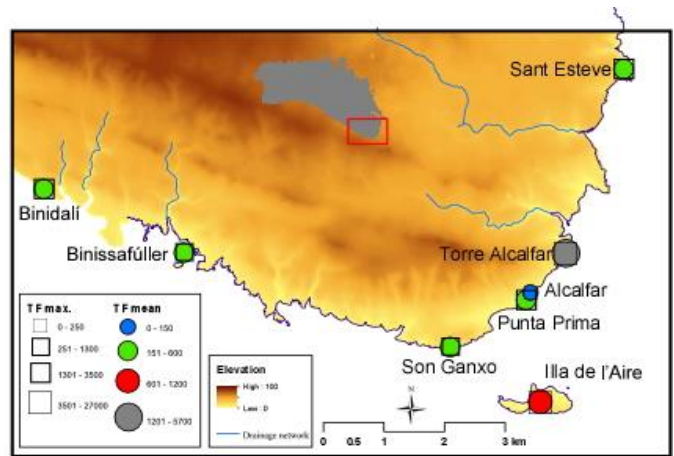 Sant Esteve
Binidalí
Binissafúller
Torre Alcalfar
Alcalfar
Punta Prima
Son Ganxo
Illa de l'Aire
TF max.
0 - 250
251 - 1300
1301 - 3500
3501 - 27000
TF mean
0 - 150
151 - 600
601 - 1200
1201 - 5700
Elevation
High : 100
Low : 0
Drainage network
0 0.5 1 2 3 km